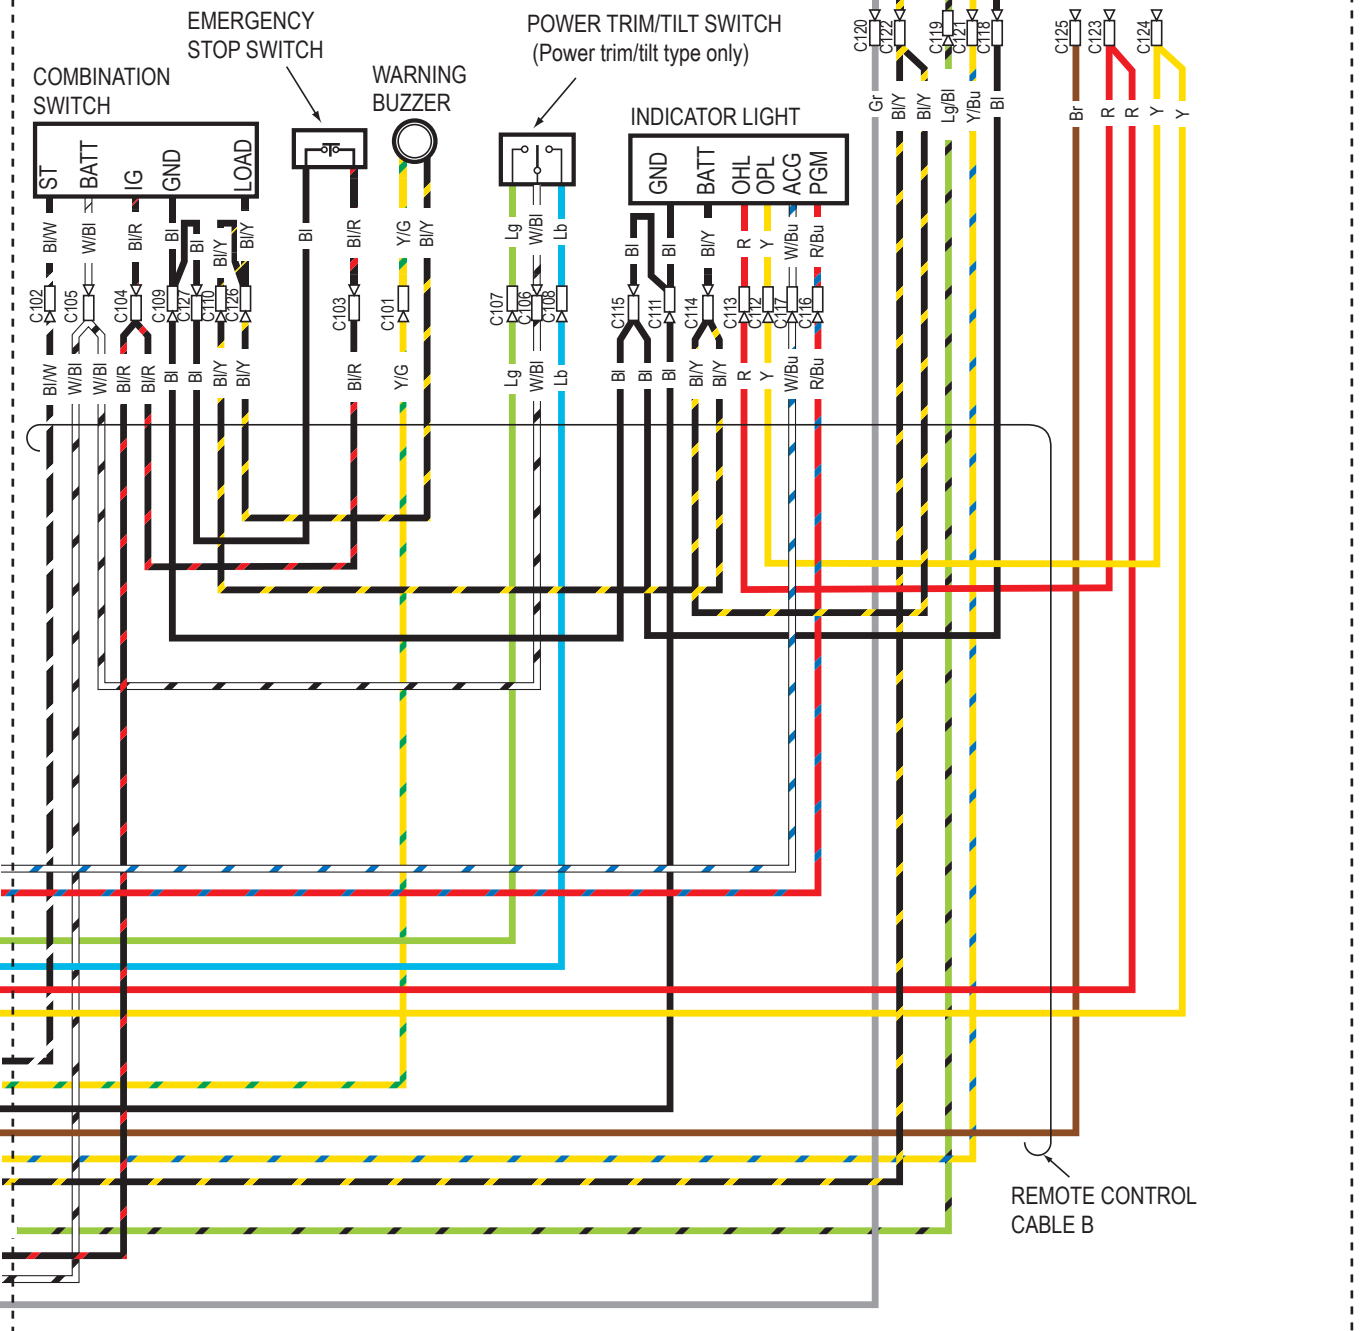 EMERGENCY
STOP SWITCH
POWER TRIM/TILT SWITCH
(Power trim/tilt type only)
COMBINATION
SWITCH
WARNING
BUZZER
INDICATOR LIGHT
C120
C122
C119
C121
C118
C125
C123
C124
Gr
Bl/Y
Bl/Y
Lg/Bl
Y/Bu
Bl
Br
R
R
Y
Y
ST
BATT
IG
GND
LOAD
GND
BATT
OHL
OPL
ACG
PGM
Bl/W
W/Bl
Bl/R
Bl
Bl
Bl/Y
Bl/Y
Bl
Bl/R
Y/G
Bl/Y
Lg
W/Bl
Lb
Bl
Bl
Bl/Y
R
Y
W/Bu
R/Bu
C102
C105
C104
C109
C127
C110
C126
C103
C101
C107
C106
C108
C115
C111
C114
C113
C112
C117
C116
Bl/W
W/Bl
W/Bl
Bl/R
Bl/R
Bl
Bl
Bl/Y
Bl/Y
Bl/R
Y/G
Lg
W/Bl
Lb
Bl
Bl
Bl
Bl/Y
Bl/Y
R
Y
W/Bu
R/Bu
REMOTE CONTROL
CABLE B